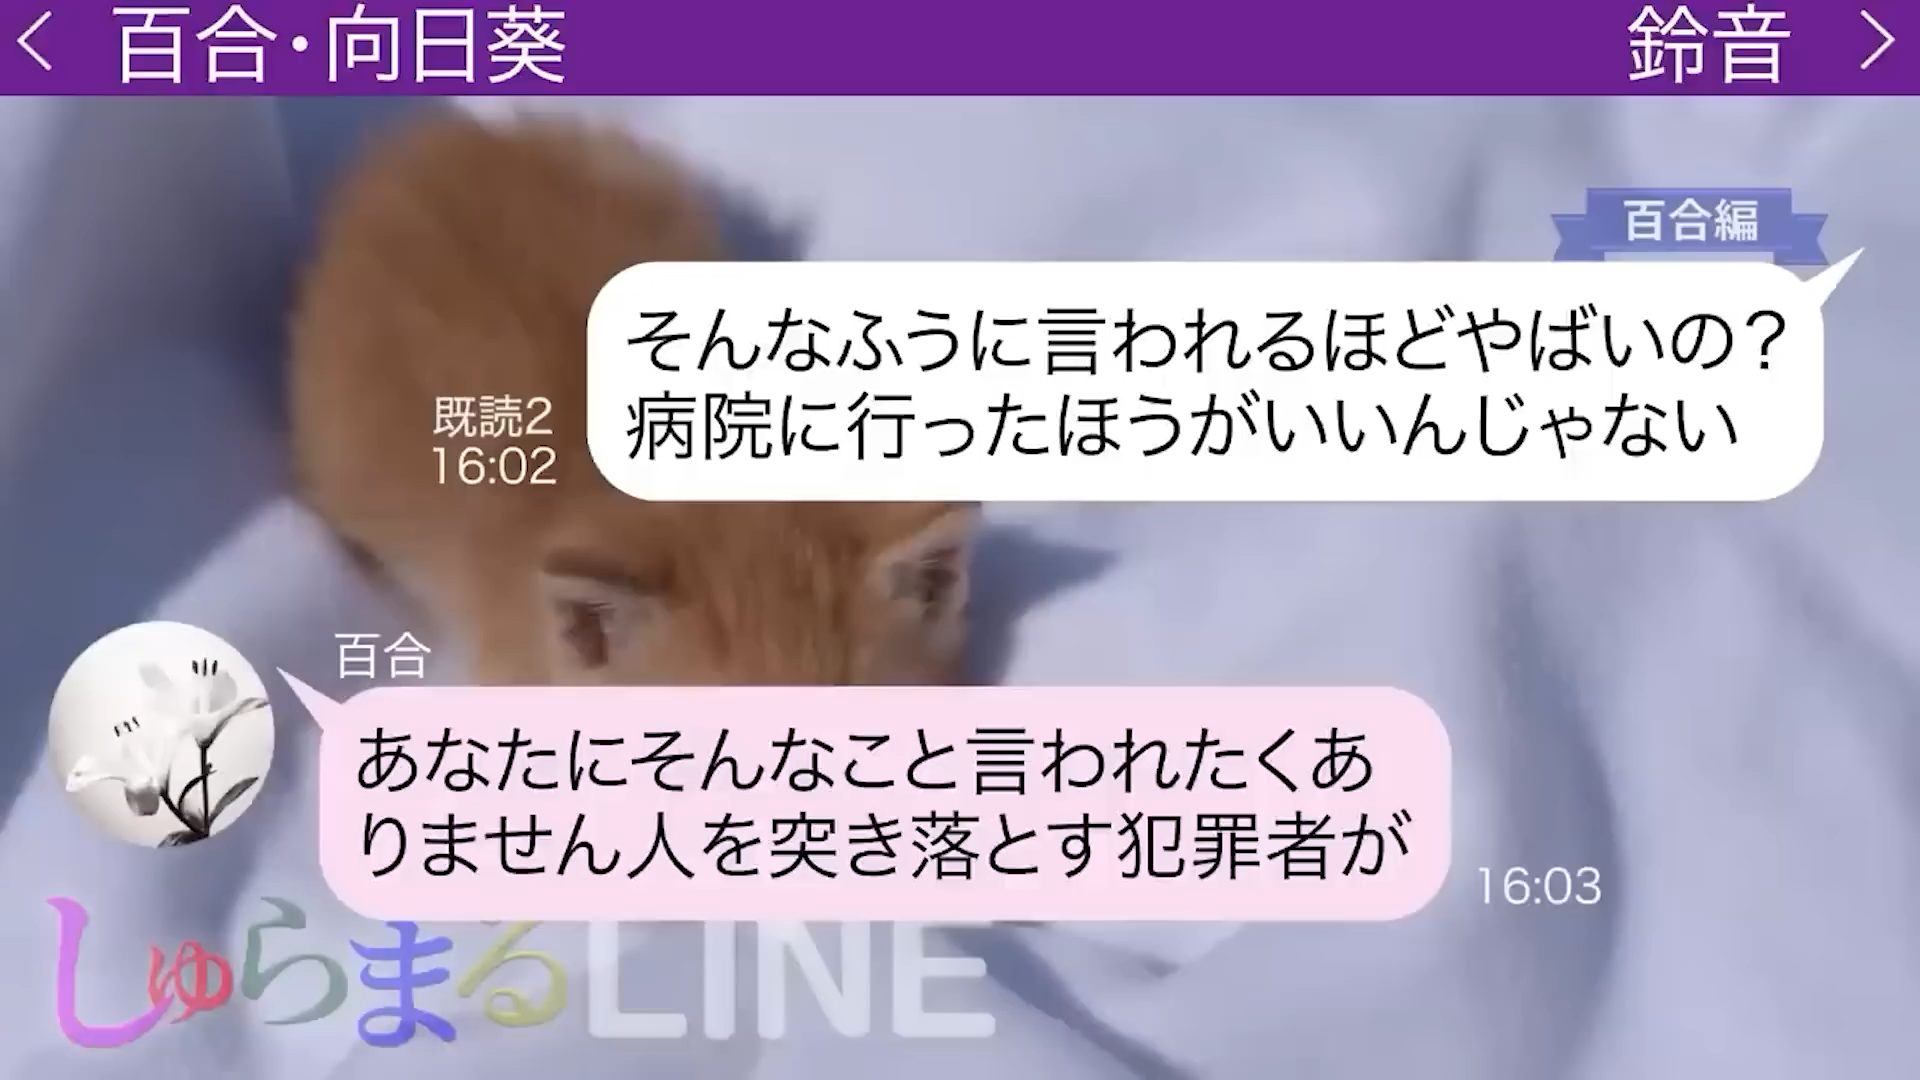 百合・向日葵
鈴音
百合編
そんなふうに言われるほどやばいの？
病院に行ったほうがいいんじゃない
既読2
16:02
百合
あなたにそんなこと言われたくあ
りません人を突き落とす犯罪者が
16:03
しゅらまるLINE